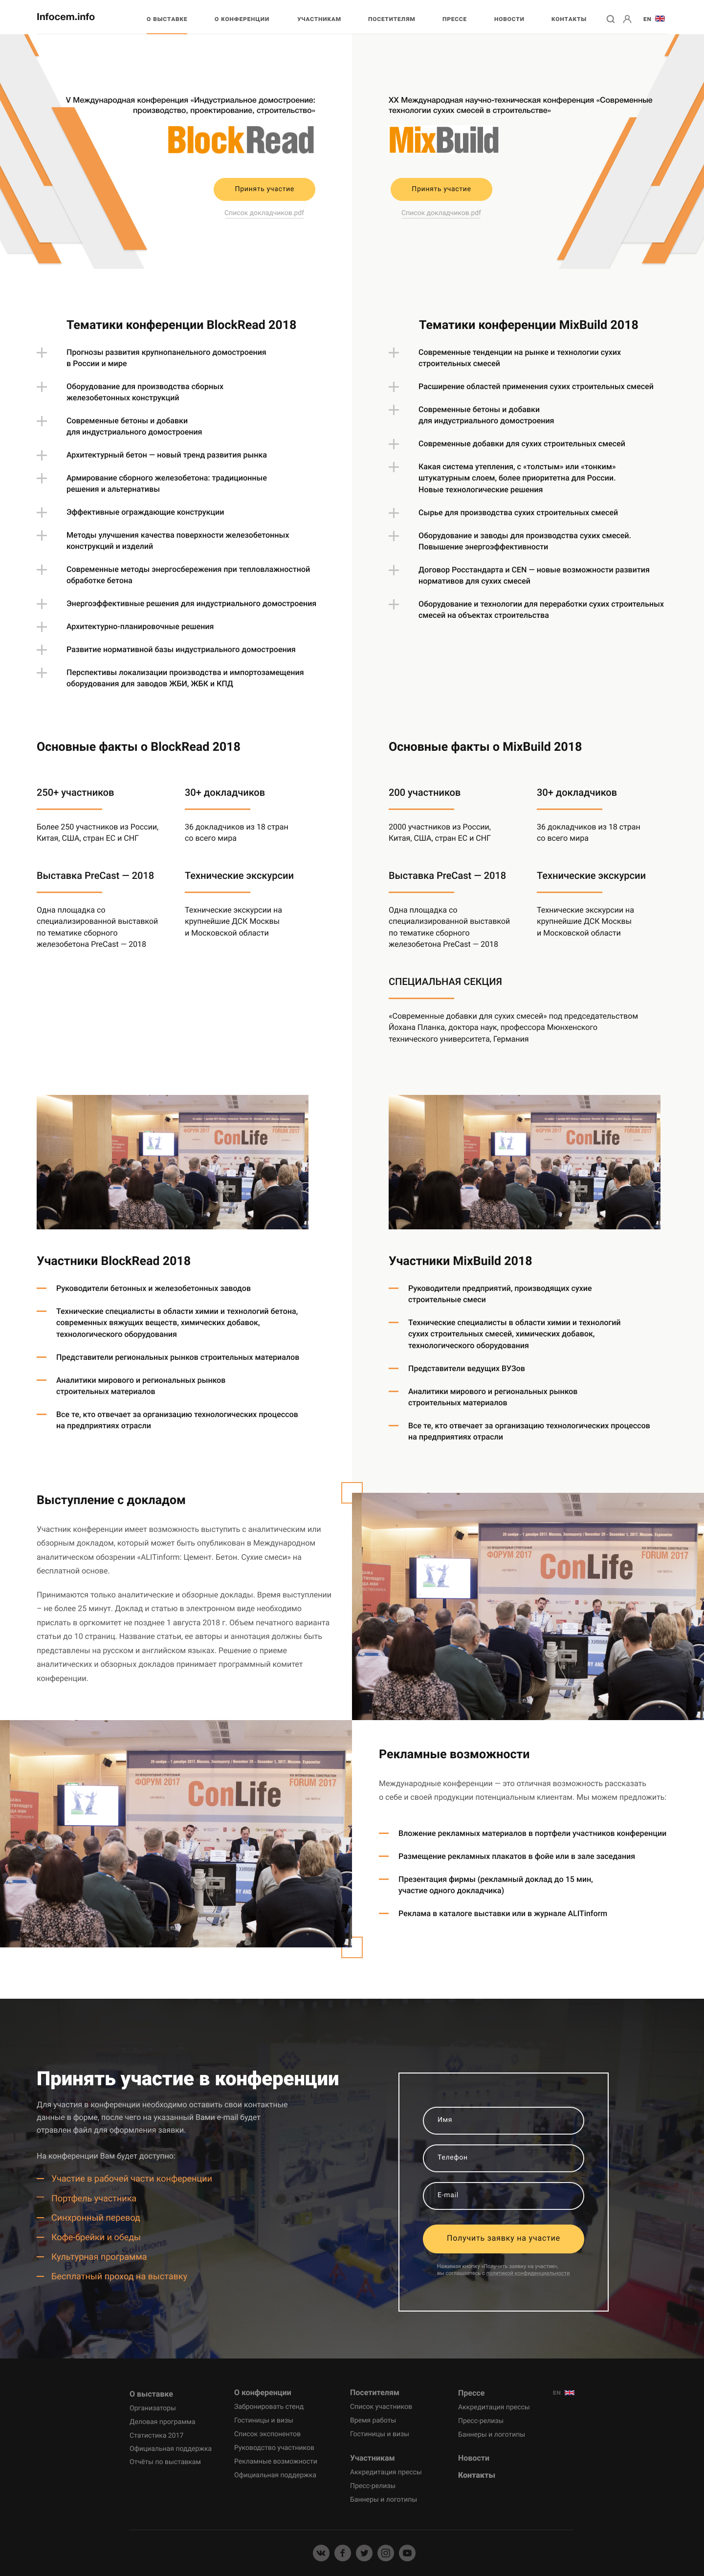 Infocem.info
О ВЫСТАВКЕ
О КОНФЕРЕНЦИИ
УЧАСТНИКАМ
ПОСЕТИТЕЛЯМ
ПРЕССЕ
НОВОСТИ
КОНТАКТЫ
EN
V Международная конференция «Индустриальное домостроение:
производство, проектирование, строительство»
BlockRead
Принять участие
Список докладчиков.pdf
XX Международная научно-техническая конференция «Современные
технологии сухих смесей в строительстве»
MixBuild
Принять участие
Список докладчиков.pdf
Тематики конференции BlockRead 2018
Прогнозы развития крупнопанельного домостроения
в России и мире
Оборудование для производства сборных
железобетонных конструкций
Современные бетоны и добавки
для индустриального домостроения
Архитектурный бетон — новый тренд развития рынка
Армирование сборного железобетона: традиционные
решения и альтернативы
Эффективные ограждающие конструкции
Методы улучшения качества поверхности железобетонных
конструкций и изделий
Современные методы энергосбережения при тепловлажностной
обработке бетона
Энергоэффективные решения для индустриального домостроения
Архитектурно-планировочные решения
Развитие нормативной базы индустриального домостроения
Перспективы локализации производства и импортозамещения
оборудования для заводов ЖБИ, ЖБК и КПД
Тематики конференции MixBuild 2018
Современные тенденции на рынке и технологии сухих
строительных смесей
Расширение областей применения сухих строительных смесей
Современные бетоны и добавки
для индустриального домостроения
Современные добавки для сухих строительных смесей
Какая система утепления, с «толстым» или «тонким»
штукатурным слоем, более приоритетна для России.
Новые технологические решения
Сырье для производства сухих строительных смесей
Оборудование и заводы для производства сухих смесей.
Повышение энергоэффективности
Договор Росстандарта и CEN — новые возможности развития
нормативов для сухих смесей
Оборудование и технологии для переработки сухих строительных
смесей на объектах строительства
Основные факты о BlockRead 2018
250+ участников
Более 250 участников из России,
Китая, США, стран ЕС и СНГ
30+ докладчиков
36 докладчиков из 18 стран
со всего мира
Выставка PreCast — 2018
Одна площадка со
специализированной выставкой
по тематике сборного
железобетона PreCast — 2018
Технические экскурсии
Технические экскурсии на
крупнейшие ДСК Москвы
и Московской области
Основные факты о MixBuild 2018
200 участников
2000 участников из России,
Китая, США, стран ЕС и СНГ
30+ докладчиков
36 докладчиков из 18 стран
со всего мира
Выставка PreCast — 2018
Одна площадка со
специализированной выставкой
по тематике сборного
железобетона PreCast — 2018
Технические экскурсии
Технические экскурсии на
крупнейшие ДСК Москвы
и Московской области
СПЕЦИАЛЬНАЯ СЕКЦИЯ
«Современные добавки для сухих смесей» под председательством
Йохана Планка, доктора наук, профессора Мюнхенского
технического университета, Германия
ФОРУМ 2017
FORUM 2017
ConLife
ФОРУМ 2017
FORUM 2017
ConLife
Участники BlockRead 2018
Руководители бетонных и железобетонных заводов
Технические специалисты в области химии и технологий бетона,
современных вяжущих веществ, химических добавок,
технологического оборудования
Представители региональных рынков строительных материалов
Аналитики мирового и региональных рынков
строительных материалов
Все те, кто отвечает за организацию технологических процессов
на предприятиях отрасли
Участники MixBuild 2018
Руководители предприятий, производящих сухие
строительные смеси
Технические специалисты в области химии и технологий
сухих строительных смесей, химических добавок,
технологического оборудования
Представители ведущих ВУЗов
Аналитики мирового и региональных рынков
строительных материалов
Все те, кто отвечает за организацию технологических процессов
на предприятиях отрасли
Выступление с докладом
Участник конференции имеет возможность выступить с аналитическим или
обзорным докладом, который может быть опубликован в Международном
аналитическом обозрении «ALITinform: Цемент. Бетон. Сухие смеси» на
бесплатной основе.
Принимаются только аналитические и обзорные доклады. Время выступлении
– не более 25 минут. Доклад и статью в электронном виде необходимо
прислать в оргкомитет не позднее 1 августа 2018 г. Объем печатного варианта
статьи до 10 страниц. Название статьи, ее авторы и аннотация должны быть
представлены на русском и английском языках. Решение о приеме
аналитических и обзорных докладов принимает программный комитет
конференции.
ФОРУМ 2017
FORUM 2017
ConLife
ФОРУМ 2017
FORUM 2017
ConLife
Рекламные возможности
Международные конференции — это отличная возможность рассказать
о себе и своей продукции потенциальным клиентам. Мы можем предложить:
Вложение рекламных материалов в портфели участников конференции
Размещение рекламных плакатов в фойе или в зале заседания
Презентация фирмы (рекламный доклад до 15 мин,
участие одного докладчика)
Реклама в каталоге выставки или в журнале ALITinform
Принять участие в конференции
Для участия в конференции необходимо оставить свои контактные
данные в форме, после чего на указанный Вами e-mail будет
отравлен файл для оформления заявки.
На конференции Вам будет доступно:
Участие в рабочей части конференции
Портфель участника
Синхронный перевод
Кофе-брейки и обеды
Культурная программа
Бесплатный проход на выставку
Имя
Телефон
E-mail
Получить заявку на участие
Нажимая кнопку «Получить заявку на участие»,
вы соглашаетесь с политикой конфиденциальности
О выставке
Организаторы
Деловая программа
Статистика 2017
Официальная поддержка
Отчёты по выставкам
О конференции
Забронировать стенд
Гостиницы и визы
Список экспонентов
Руководство участников
Рекламные возможности
Официальная поддержка
Посетителям
Список участников
Время работы
Гостиницы и визы
Участникам
Аккредитация прессы
Пресс-релизы
Баннеры и логотипы
Прессе
Аккредитация прессы
Пресс-релизы
Баннеры и логотипы
Новости
Контакты
EN